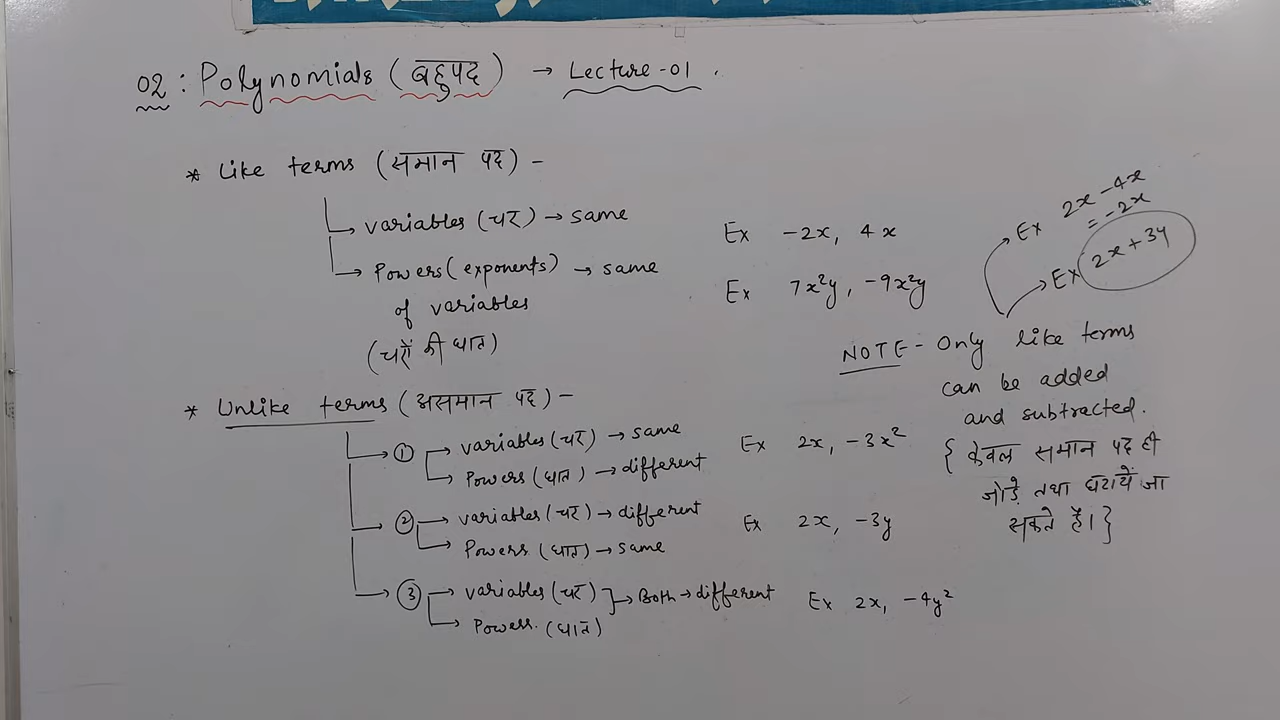 02 : Polynomials (बहुपद) → Lecture-01 .
* Like terms (समान पद) -
→ variables (चर) → same
→ Powers (exponents) → same
of variables
(चरों की घात)
Ex -2x, 4x
Ex 7x²y, -9x²y
→ Ex 2x - 4x
= -2x
→ Ex 2x + 3y
NOTE - Only like terms
can be added
and subtracted.
{ केवल समान पद ही
जोड़े तथा घटाये जा
सकते हैं। }
* Unlike terms (असमान पद) -
→ ① → variables (चर) → same
→ Powers (घात) → different
Ex 2x, -3x²
→ ② → variables (चर) → different
→ Powers (घात) → same
Ex 2x, -3y
→ ③ → variables (चर) ] → Both → different
→ Powers. (घात)
Ex 2x, -4y²